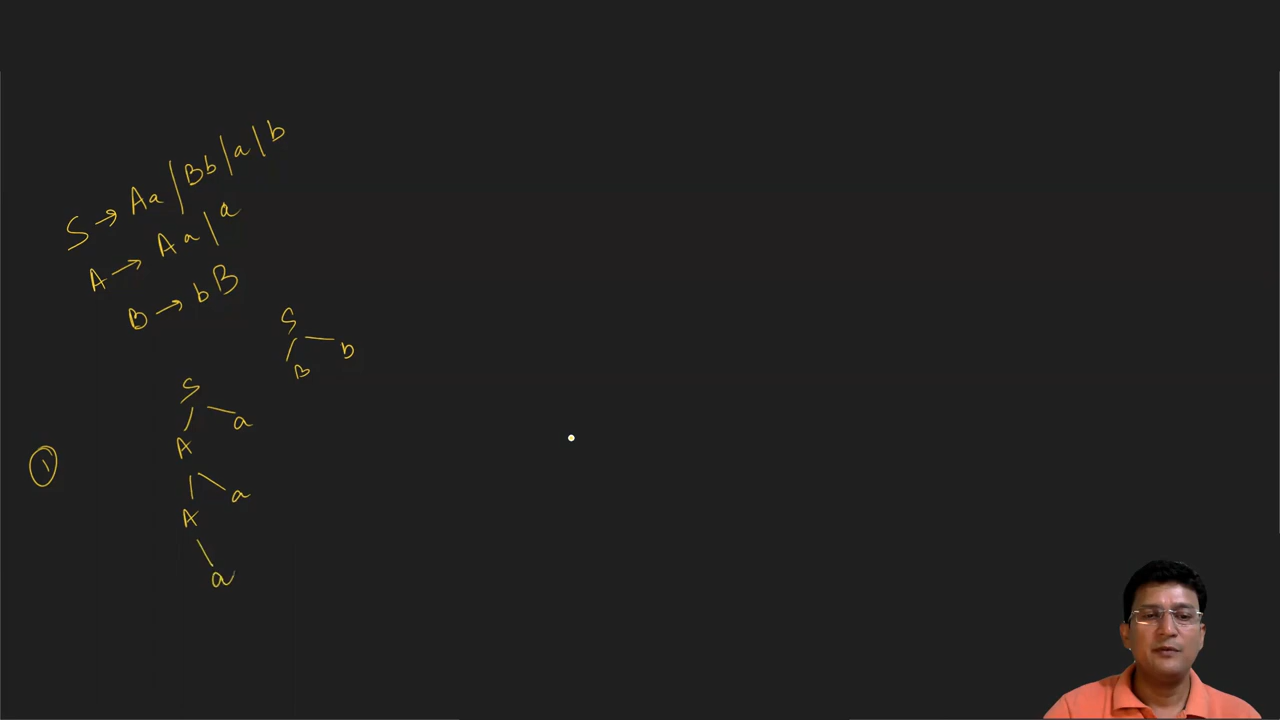 S → Aa | Bb | a | b
A → Aa | a
B → bB
S
B b
S
A a
A a
a
①